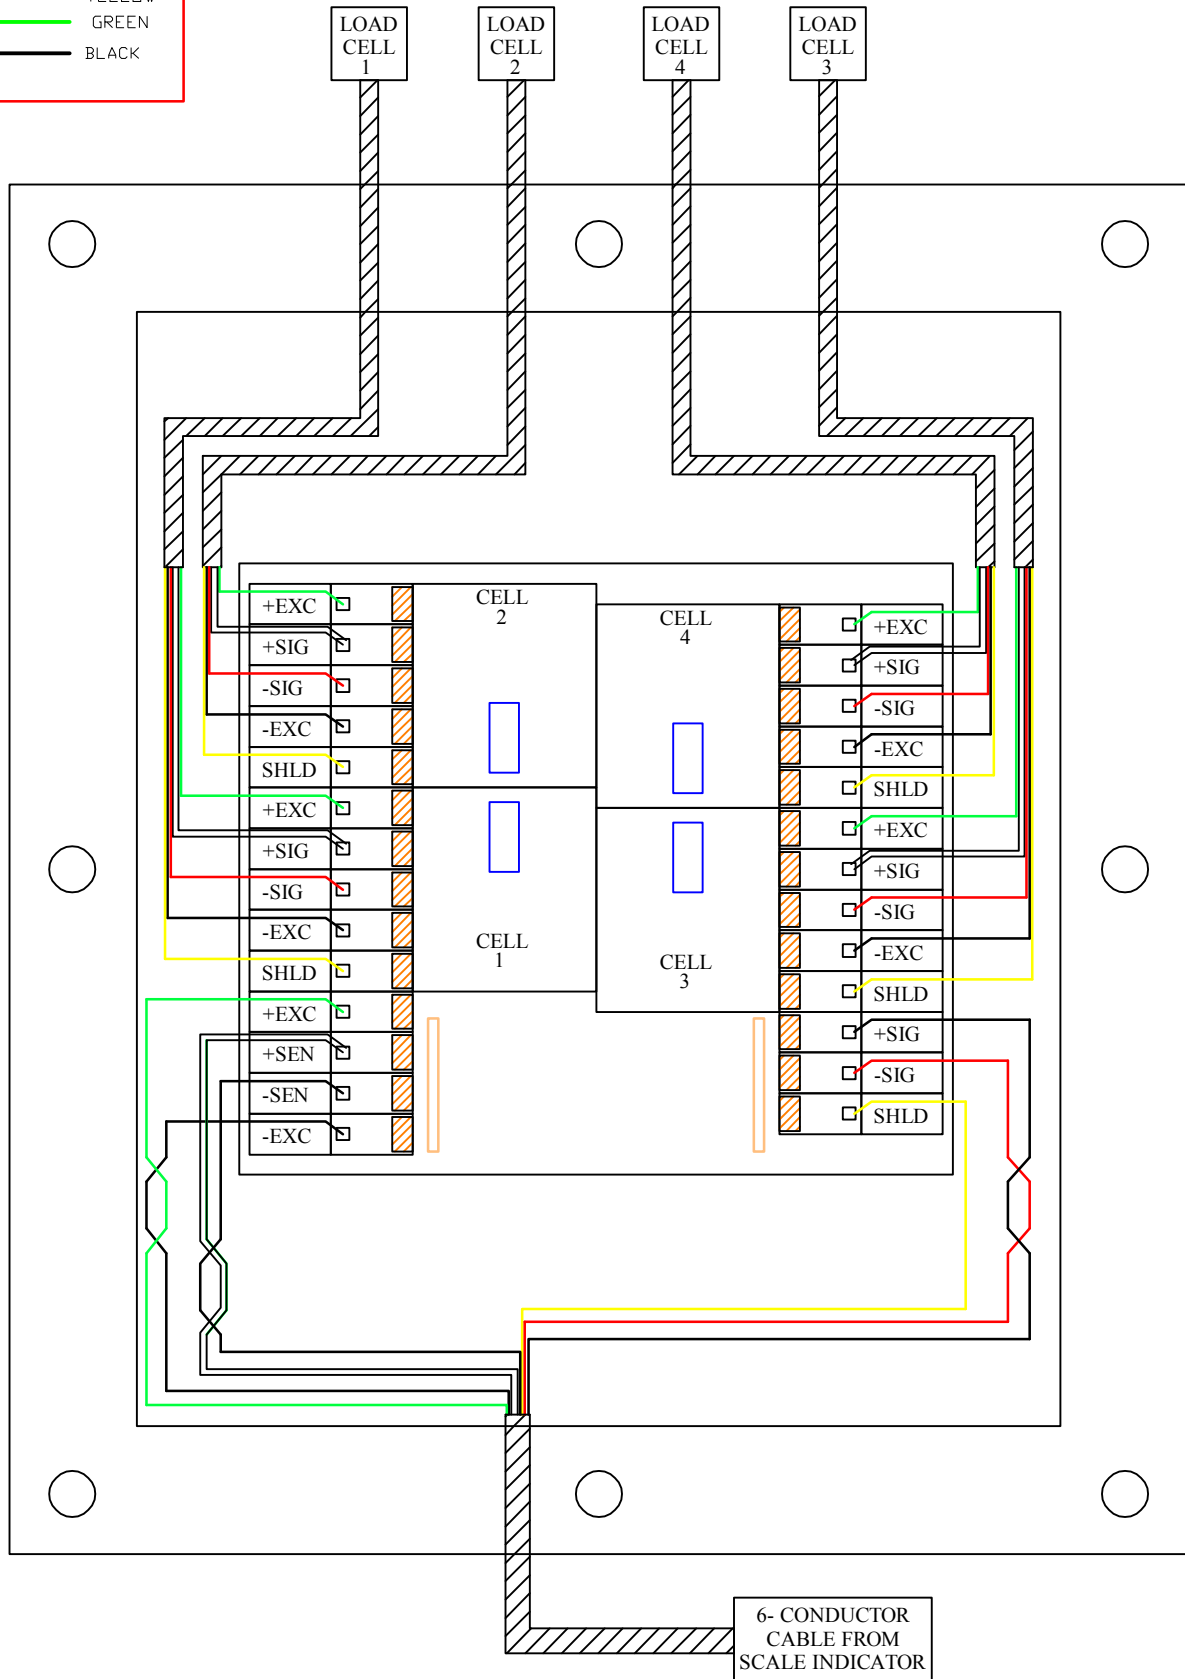 GREEN
BLACK
LOAD
CELL
1
LOAD
CELL
2
LOAD
CELL
4
LOAD
CELL
3
+EXC
+SIG
-SIG
-EXC
SHLD
+EXC
+SIG
-SIG
-EXC
SHLD
+EXC
+SEN
-SEN
-EXC
CELL
2
CELL
1
CELL
4
CELL
3
+EXC
+SIG
-SIG
-EXC
SHLD
+EXC
+SIG
-SIG
-EXC
SHLD
+SIG
-SIG
SHLD
6- CONDUCTOR
CABLE FROM
SCALE INDICATOR